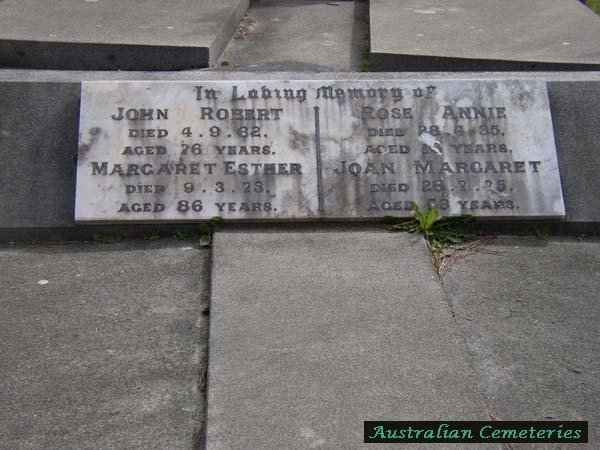 In Loving Memory of
JOHN ROBERT
DIED 4.9.62.
AGED 76 YEARS.
MARGARET ESTHER
DIED 9.3.73.
AGED 86 YEARS.
ROSE ANNIE
DIED
AGED YEARS.
JOAN MARGARET
DIED
AGED YEARS.
Australian Cemeteries